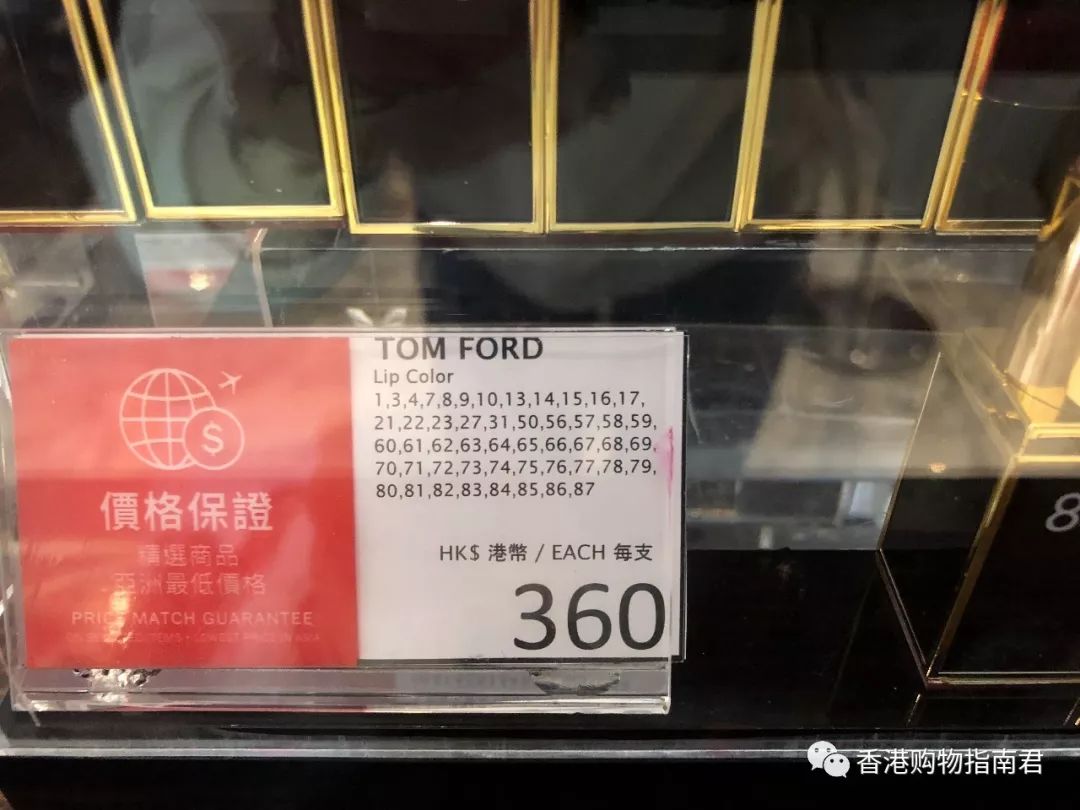 價格保證
精選商品
亞洲最低價格
PRICE MATCH GUARANTEE
TOM FORD
Lip Color
1,3,4,7,8,9,10,13,14,15,16,17,
21,22,23,27,31,50,56,57,58,59,
60,61,62,63,64,65,66,67,68,69,
70,71,72,73,74,75,76,77,78,79,
80,81,82,83,84,85,86,87
HK$ 港幣 / EACH 每支
360
8
香港购物指南君